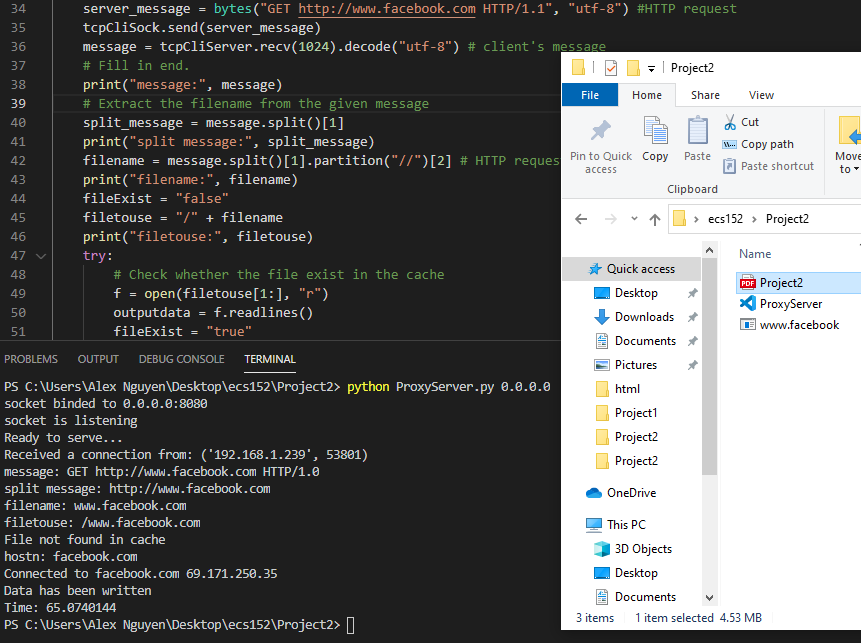 34 server_message = bytes("GET http://www.facebook.com HTTP/1.1", "utf-8") #HTTP request
35 tcpCliSock.send(server_message)
36 message = tcpCliServer.recv(1024).decode("utf-8") # client's message
37 # Fill in end.
38 print("message:", message)
39 # Extract the filename from the given message
40 split_message = message.split()[1]
41 print("split message:", split_message)
42 filename = message.split()[1].partition("//")[2] # HTTP reques
43 print("filename:", filename)
44 fileExist = "false"
45 filetouse = "/" + filename
46 print("filetouse:", filetouse)
47 try:
48 # Check whether the file exist in the cache
49 f = open(filetouse[1:], "r")
50 outputdata = f.readlines()
51 fileExist = "true"
PROBLEMS OUTPUT DEBUG CONSOLE TERMINAL
PS C:\Users\Alex Nguyen\Desktop\ecs152\Project2> python ProxyServer.py 0.0.0.0
socket binded to 0.0.0.0:8080
socket is listening
Ready to serve...
Received a connection from: ('192.168.1.239', 53801)
message: GET http://www.facebook.com HTTP/1.0
split message: http://www.facebook.com
filename: www.facebook.com
filetouse: /www.facebook.com
File not found in cache
hostn: facebook.com
Connected to facebook.com 69.171.250.35
Data has been written
Time: 65.0740144
PS C:\Users\Alex Nguyen\Desktop\ecs152\Project2>
Project2
File Home Share View
Pin to Quick access
Copy
Paste
Cut
Copy path
Paste shortcut
Move to
Clipboard
ecs152 Project2
Quick access
Desktop
Downloads
Documents
Pictures
html
Project1
Project2
Project2
OneDrive
This PC
3D Objects
Desktop
Documents
Name
PDF Project2
ProxyServer
www.facebook
3 items 1 item selected 4.53 MB